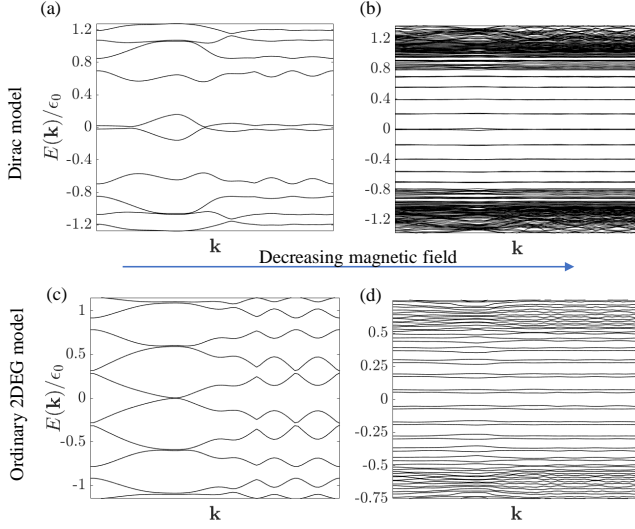 (a)
(b)
Dirac model
E(k)/ϵ₀
1.2
0.8
0.4
0
-0.4
-0.8
-1.2
k
1.2
0.8
0.4
0
-0.4
-0.8
-1.2
k
Decreasing magnetic field
(c)
(d)
Ordinary 2DEG model
E(k)/ϵ₀
1
0.5
0
-0.5
-1
k
0.5
0.25
0
-0.25
-0.5
-0.75
k